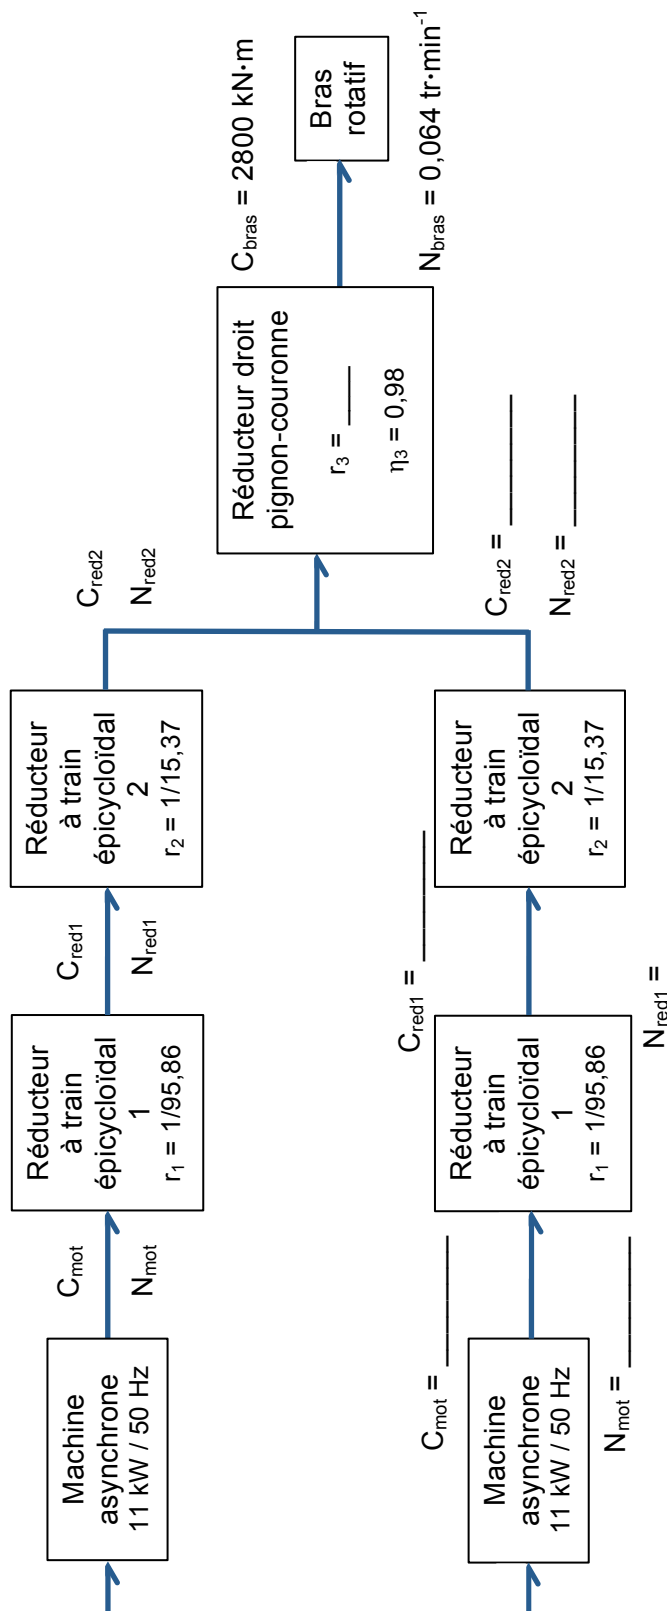 Machine
asynchrone
11 kW / 50 Hz
C_mot
N_mot
Réducteur
à train
épicycloïdal
1
r₁ = 1/95,86
C_red1
N_red1
Réducteur
à train
épicycloïdal
2
r₂ = 1/15,37
C_red2
N_red2
Machine
asynchrone
11 kW / 50 Hz
C_mot = ________
N_mot = ________
Réducteur
à train
épicycloïdal
1
r₁ = 1/95,86
C_red1 = ________
N_red1 =
Réducteur
à train
épicycloïdal
2
r₂ = 1/15,37
C_red2 = ________
N_red2 = ________
Réducteur droit
pignon-couronne
r₃ = ____
η₃ = 0,98
C_bras = 2800 kN·m
N_bras = 0,064 tr·min⁻¹
Bras
rotatif